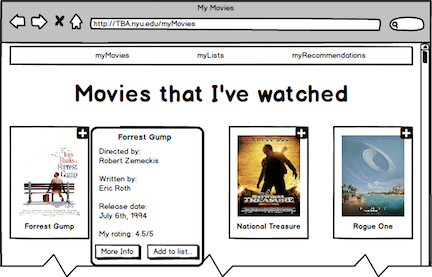 My Movies
http://TBA.nyu.edu/myMovies
myMovies
myLists
myRecommendations
Movies that I've watched
Tom
Hanks
Forrest
Gump
Forrest Gump
Forrest Gump
Directed by:
Robert Zemeckis
Written by:
Eric Roth
Release date:
July 6th, 1994
My rating: 4.5/5
More Info
Add to list...
NATIONAL
TREASURE
National Treasure
Rogue One